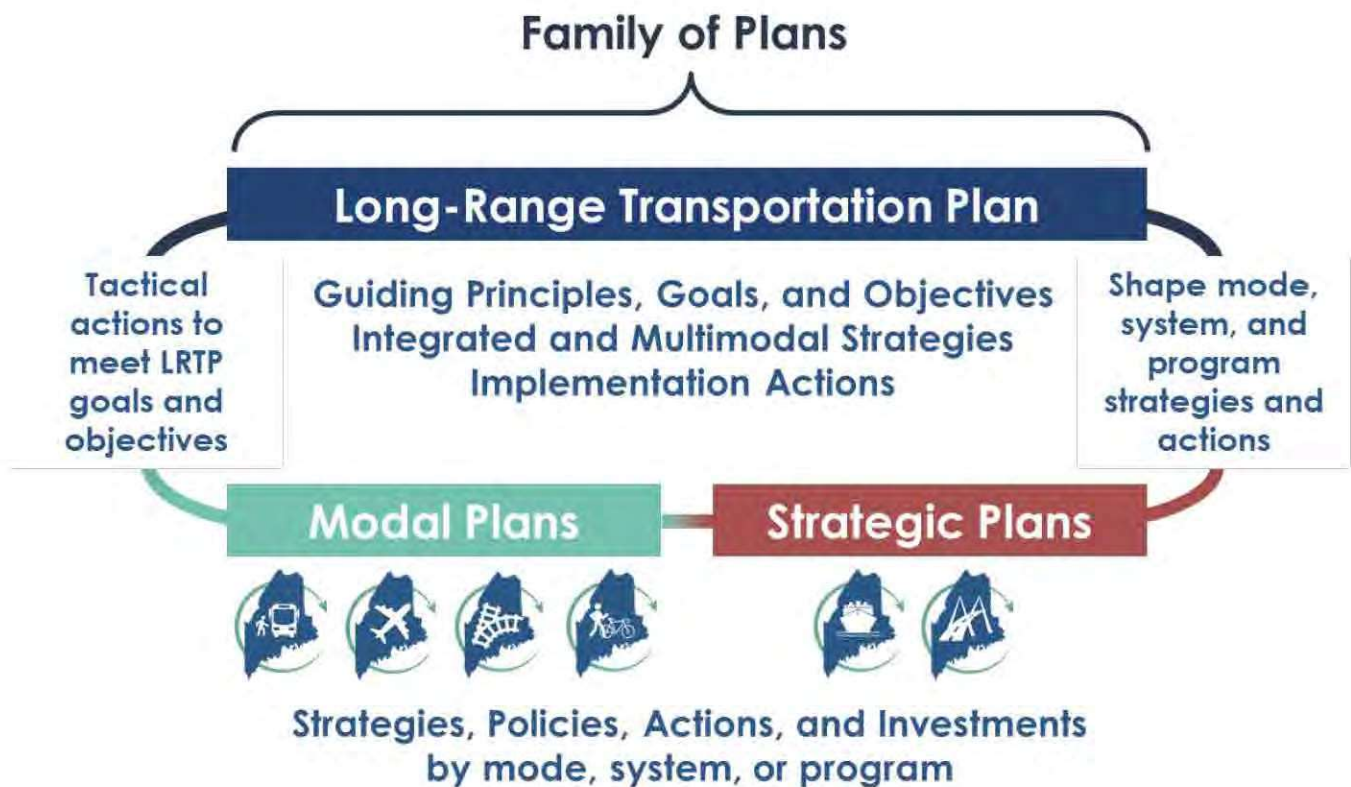 Family of Plans
Long-Range Transportation Plan
Tactical
actions to
meet LRTP
goals and
objectives
Guiding Principles, Goals, and Objectives
Integrated and Multimodal Strategies
Implementation Actions
Shape mode,
system, and
program
strategies and
actions
Modal Plans
Strategic Plans
Strategies, Policies, Actions, and Investments
by mode, system, or program